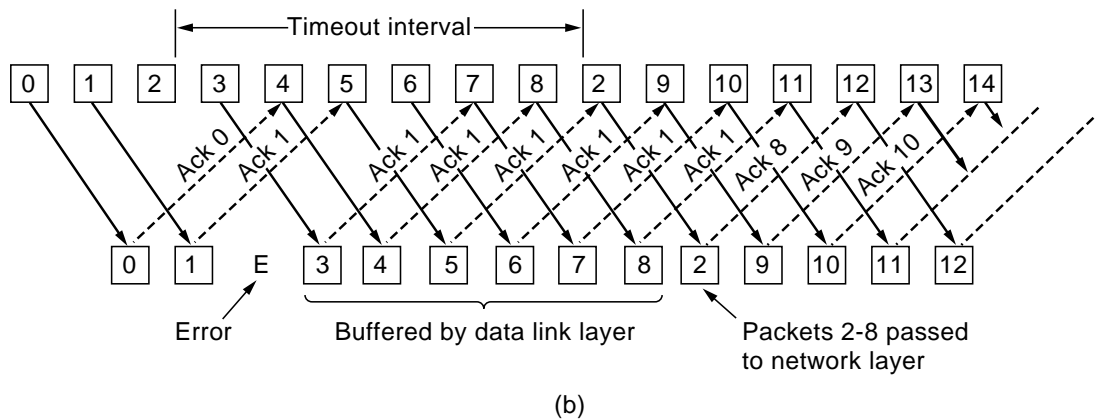 Timeout interval
0 1 2 3 4 5 6 7 8 2 9 10 11 12 13 14
Ack 0 Ack 1 Ack 1 Ack 1 Ack 1 Ack 1 Ack 1 Ack 1 Ack 8 Ack 9 Ack 10
0 1 E 3 4 5 6 7 8 2 9 10 11 12
Error
Buffered by data link layer
Packets 2-8 passed
to network layer
(b)